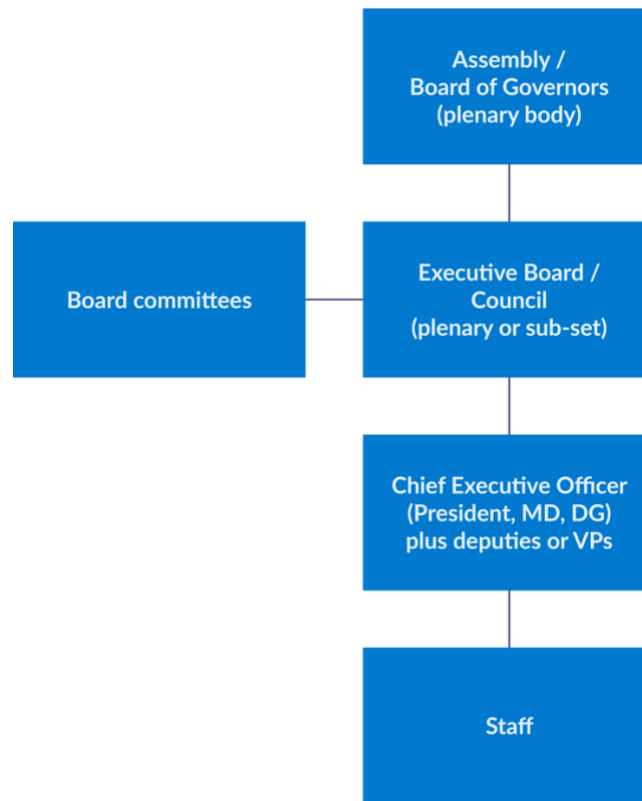 Assembly /
Board of Governors
(plenary body)
Board committees
Executive Board /
Council
(plenary or sub-set)
Chief Executive Officer
(President, MD, DG)
plus deputies or VPs
Staff